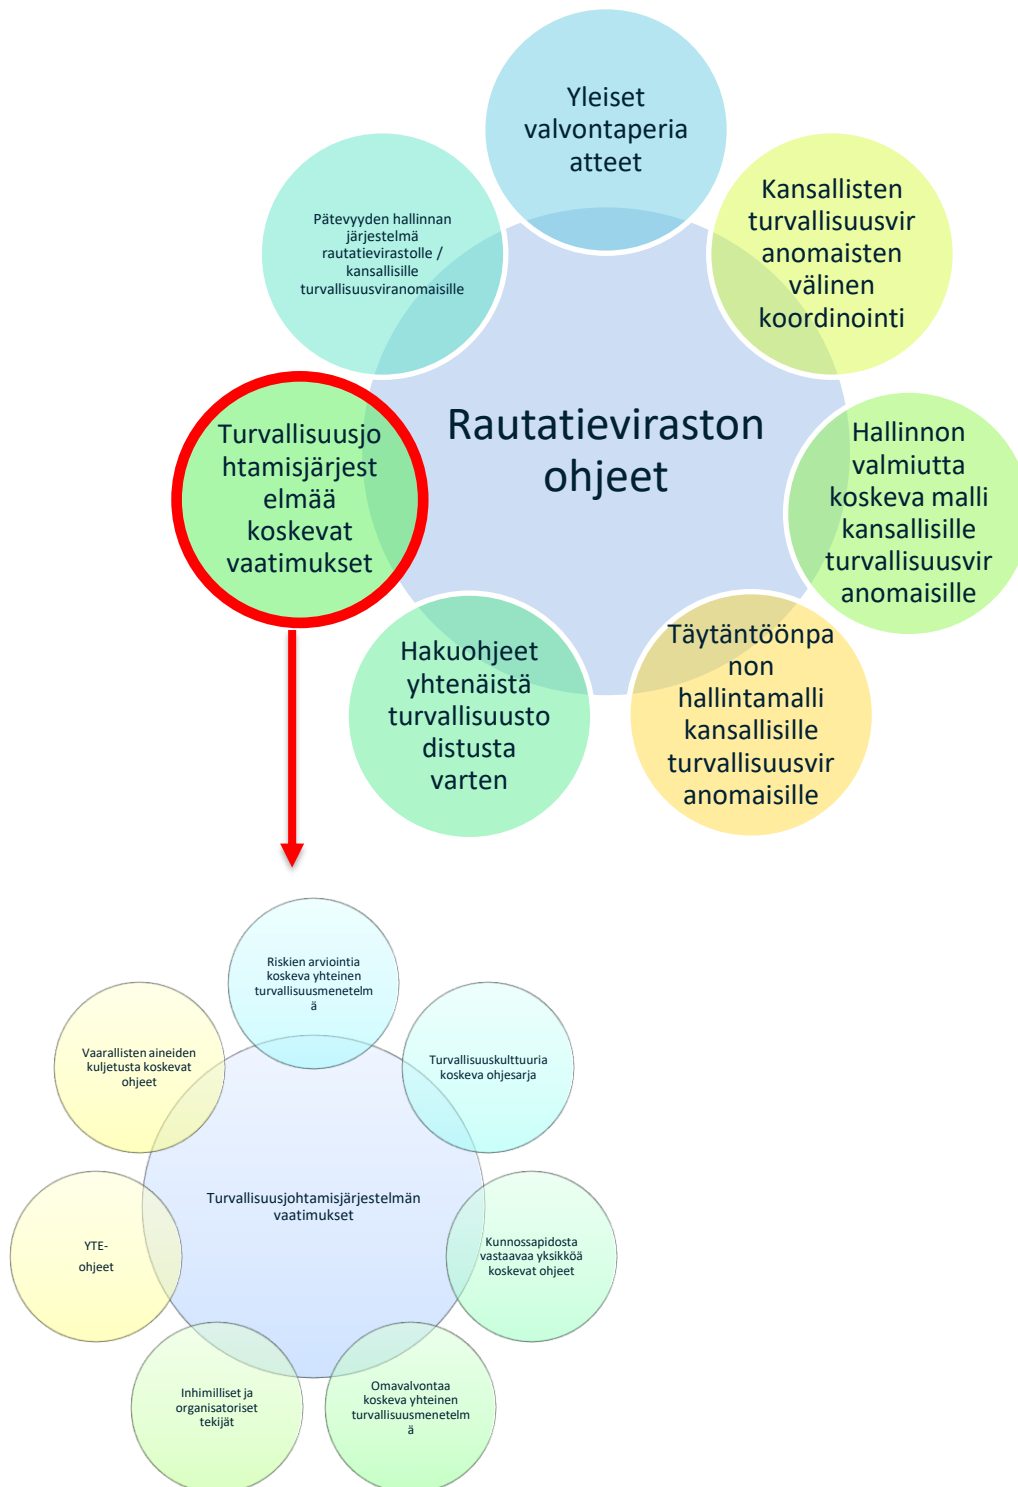 Yleiset
valvontaperia
atteet
Kansallisten
turvallisuusvir
anomaisten
välinen
koordinointi
Pätevyyden hallinnan
järjestelmä
rautatievirastolle /
kansallisille
turvallisuusviranomaisille
Rautatieviraston
ohjeet
Turvallisuusjo
htamisjärjest
elmää
koskevat
vaatimukset
Hallinnon
valmiutta
koskeva malli
kansallisille
turvallisuusvir
anomaisille
Hakuohjeet
yhtenäistä
turvallisuusto
distusta
varten
Täytäntöönpa
non
hallintamalli
kansallisille
turvallisuusvir
anomaisille
Riskien arviointia
koskeva yhteinen
turvallisuusmenetelm
ä
Vaarallisten aineiden
kuljetusta koskevat
ohjeet
Turvallisuuskulttuuria
koskeva ohjesarja
Turvallisuusjohtamisjärjestelmän
vaatimukset
YTE-
ohjeet
Kunnossapidosta
vastaavaa yksikköä
koskevat ohjeet
Inhimilliset ja
organisatoriset
tekijät
Omavalvontaa
koskeva yhteinen
turvallisuusmenetelm
ä